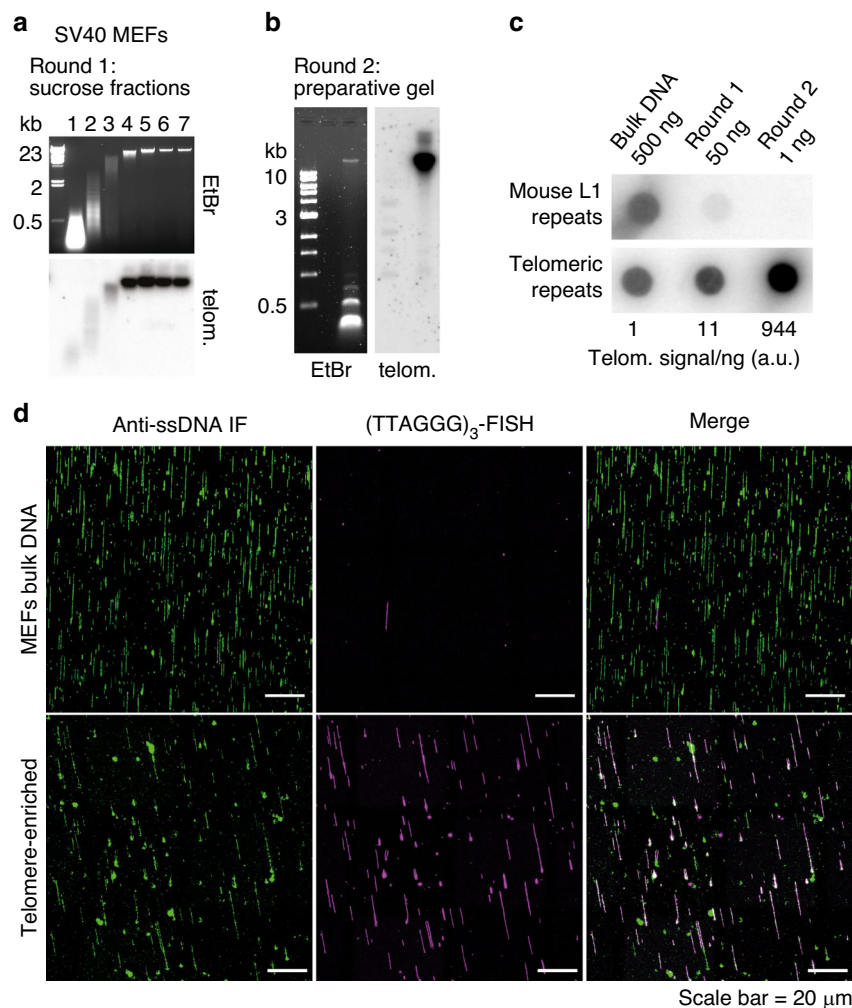 a
SV40 MEFs
Round 1:
sucrose fractions
kb 1 2 3 4 5 6 7
23
2
0.5
EtBr
telom.
b
Round 2:
preparative gel
kb
10
3
0.5
EtBr telom.
c
Bulk DNA
500 ng
Round 1
50 ng
Round 2
1 ng
Mouse L1
repeats
Telomeric
repeats
1 11 944
Telom. signal/ng (a.u.)
d
Anti-ssDNA IF (TTAGGG)3-FISH Merge
MEFs bulk DNA
Telomere-enriched
Scale bar = 20 μm